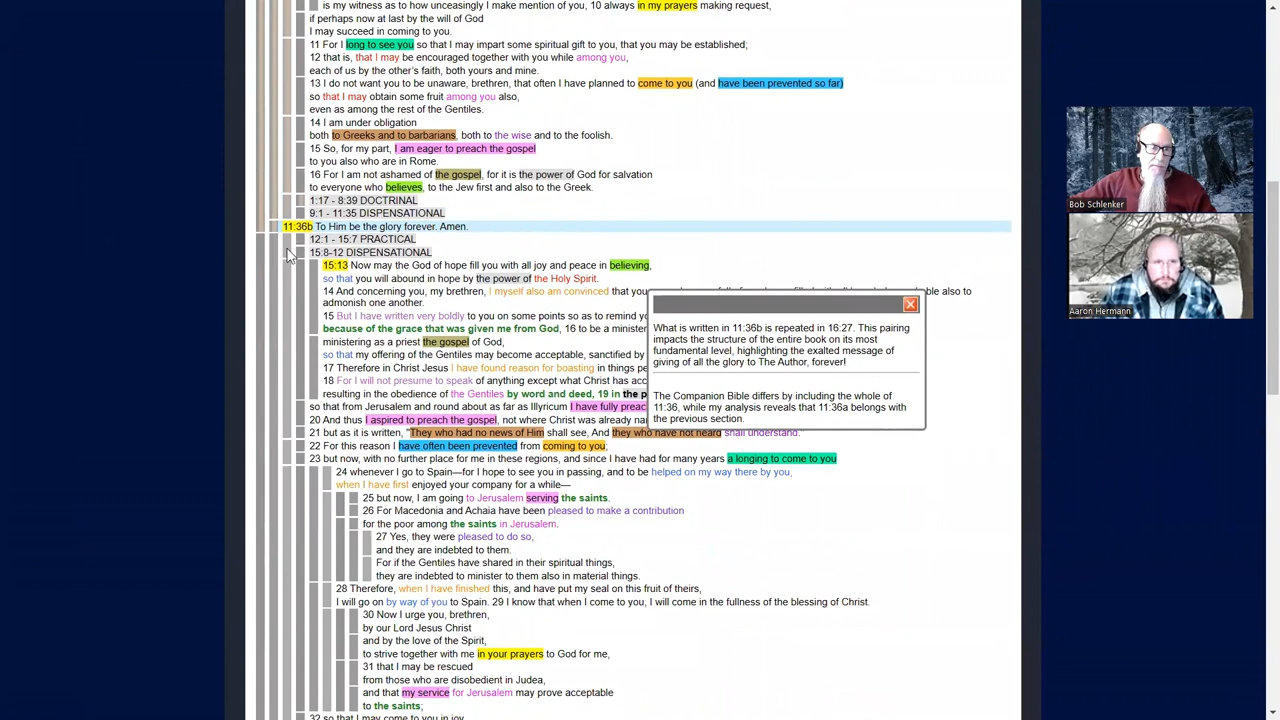 is my witness as to how unceasingly I make mention of you, 10 always in my prayers making request,
if perhaps now at last by the will of God
I may succeed in coming to you.
11 For I long to see you so that I may impart some spiritual gift to you, that you may be established;
12 that is, that I may be encouraged together with you while among you,
each of us by the other's faith, both yours and mine.
13 I do not want you to be unaware, brethren, that often I have planned to come to you (and have been prevented so far)
so that I may obtain some fruit among you also,
even as among the rest of the Gentiles.
14 I am under obligation
both to Greeks and to barbarians, both to the wise and to the foolish.
15 So, for my part, I am eager to preach the gospel
to you also who are in Rome.
16 For I am not ashamed of the gospel, for it is the power of God for salvation
to everyone who believes, to the Jew first and also to the Greek.
1:17 - 8:39 DOCTRINAL
9:1 - 11:35 DISPENSATIONAL
11:36b To Him be the glory forever. Amen.
12:1 - 15:7 PRACTICAL
15:8-12 DISPENSATIONAL
15:13 Now may the God of hope fill you with all joy and peace in believing,
so that you will abound in hope by the power of the Holy Spirit.
14 And concerning you, my brethren, I myself also am convinced that you
able also to
admonish one another.
15 But I have written very boldly to you on some points so as to remind yo
because of the grace that was given me from God, 16 to be a minister
ministering as a priest the gospel of God,
so that my offering of the Gentiles may become acceptable, sanctified by
17 Therefore in Christ Jesus I have found reason for boasting in things pe
18 For I will not presume to speak of anything except what Christ has acc
resulting in the obedience of the Gentiles by word and deed, 19 in the p
so that from Jerusalem and round about as far as Illyricum I have fully preac
20 And thus I aspired to preach the gospel, not where Christ was already na
21 but as it is written, "They who had no news of Him shall see, And they who have not heard shall understand."
22 For this reason I have often been prevented from coming to you;
23 but now, with no further place for me in these regions, and since I have had for many years a longing to come to you
24 whenever I go to Spain—for I hope to see you in passing, and to be helped on my way there by you,
when I have first enjoyed your company for a while—
25 but now, I am going to Jerusalem serving the saints.
26 For Macedonia and Achaia have been pleased to make a contribution
for the poor among the saints in Jerusalem.
27 Yes, they were pleased to do so,
and they are indebted to them.
For if the Gentiles have shared in their spiritual things,
they are indebted to minister to them also in material things.
28 Therefore, when I have finished this, and have put my seal on this fruit of theirs,
I will go on by way of you to Spain. 29 I know that when I come to you, I will come in the fullness of the blessing of Christ.
30 Now I urge you, brethren,
by our Lord Jesus Christ
and by the love of the Spirit,
to strive together with me in your prayers to God for me,
31 that I may be rescued
from those who are disobedient in Judea,
and that my service for Jerusalem may prove acceptable
to the saints;
32 so that I may come to you in joy
What is written in 11:36b is repeated in 16:27. This pairing
impacts the structure of the entire book on its most
fundamental level, highlighting the exalted message of
giving of all the glory to The Author, forever!
The Companion Bible differs by including the whole of
11:36, while my analysis reveals that 11:36a belongs with
the previous section.
Bob Schlenker
Aaron Hermann